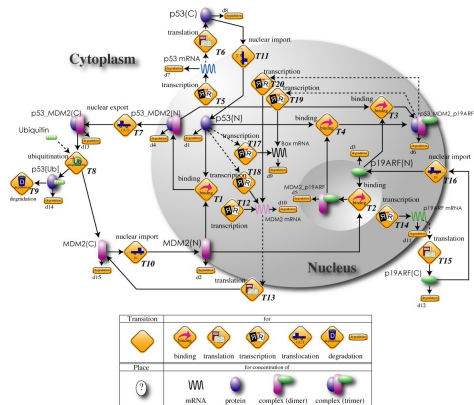 p53(C)
d8
translation
nuclear import
Cytoplasm
T6
T11
p53 mRNA
d7
transcription
T20
transcription
T19
T5
transcription
binding
T3
p53_MDM2(C)
nuclear export
p53_MDM2(N)
binding
p53_MDM2_p19ARF
T7
p53[N]
T4
Ubiquitin
d13
d4
d1
T17
Bax mRNA
d6
ubiquitination
transcription
d3
p19ARF[N]
nuclear import
T8
p53[Ub]
T18
d9
T9
degradation
d14
binding
transcription
binding
T16
MDM2_p19ARF
d5
T1
T12
d10
T2
transcription
p19ARF mRNA
MDM2 mRNA
MDM2(C)
nuclear import
MDM2(N)
transcription
T14
d11
translation
T10
T15
d15
d2
translation
Nucleus
p19ARF(C)
T13
d12
Transition
for
binding
translation
transcription
translocation
degradation
Place
for concentration of
?
mRNA
protein
complex (dimer)
complex (trimer)